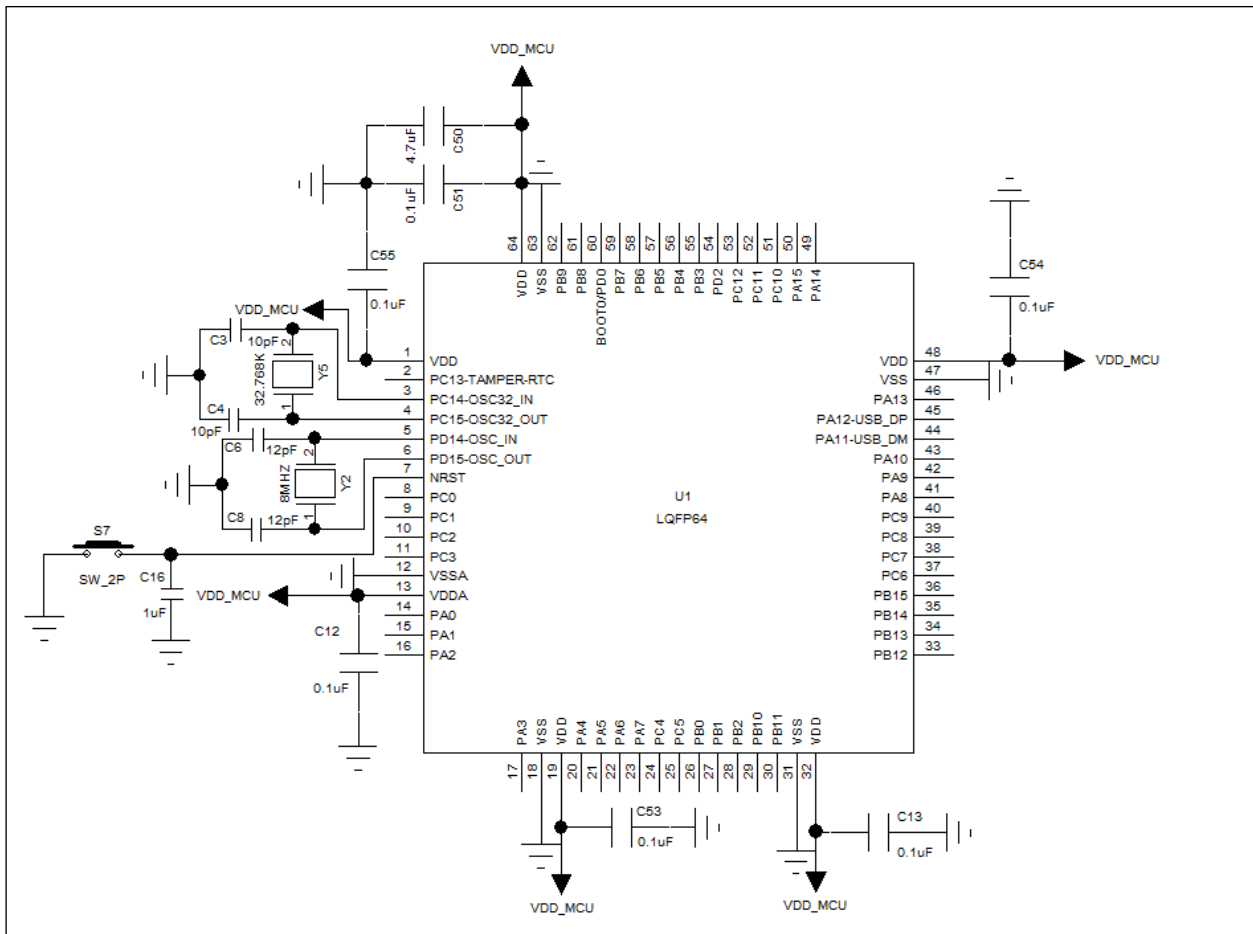 VDD_MCU
4.7uF
C50
0.1uF
C51
C55
0.1uF
64 63 62 61 60 59 58 57 56 55 54 53 52 51 50 49
VDD VSS PB9 PB8 BOOT0/PD0 PB7 PB6 PB5 PB4 PB3 PD2 PC12 PC11 PC10 PA15 PA14
C54
0.1uF
VDD_MCU
C3
10pF
2
32.768K
Y5
1
C4
10pF
C6
12pF
2
8MHZ
Y2
1
C8
12pF
S7
SW_2P
C16
1uF
VDD_MCU
C12
0.1uF
1 VDD
2 PC13-TAMPER-RTC
3 PC14-OSC32_IN
4 PC15-OSC32_OUT
5 PD14-OSC_IN
6 PD15-OSC_OUT
7 NRST
8 PC0
9 PC1
10 PC2
11 PC3
12 VSSA
13 VDDA
14 PA0
15 PA1
16 PA2
U1
LQFP64
VDD 48
VSS 47
PA13 46
PA12-USB_DP 45
PA11-USB_DM 44
PA10 43
PA9 42
PA8 41
PC9 40
PC8 39
PC7 38
PC6 37
PB15 36
PB14 35
PB13 34
PB12 33
VDD_MCU
PA3 VSS VDD PA4 PA5 PA6 PA7 PC4 PC5 PB0 PB1 PB2 PB10 PB11 VSS VDD
17 18 19 20 21 22 23 24 25 26 27 28 29 30 31 32
C53
0.1uF
C13
0.1uF
VDD_MCU
VDD_MCU